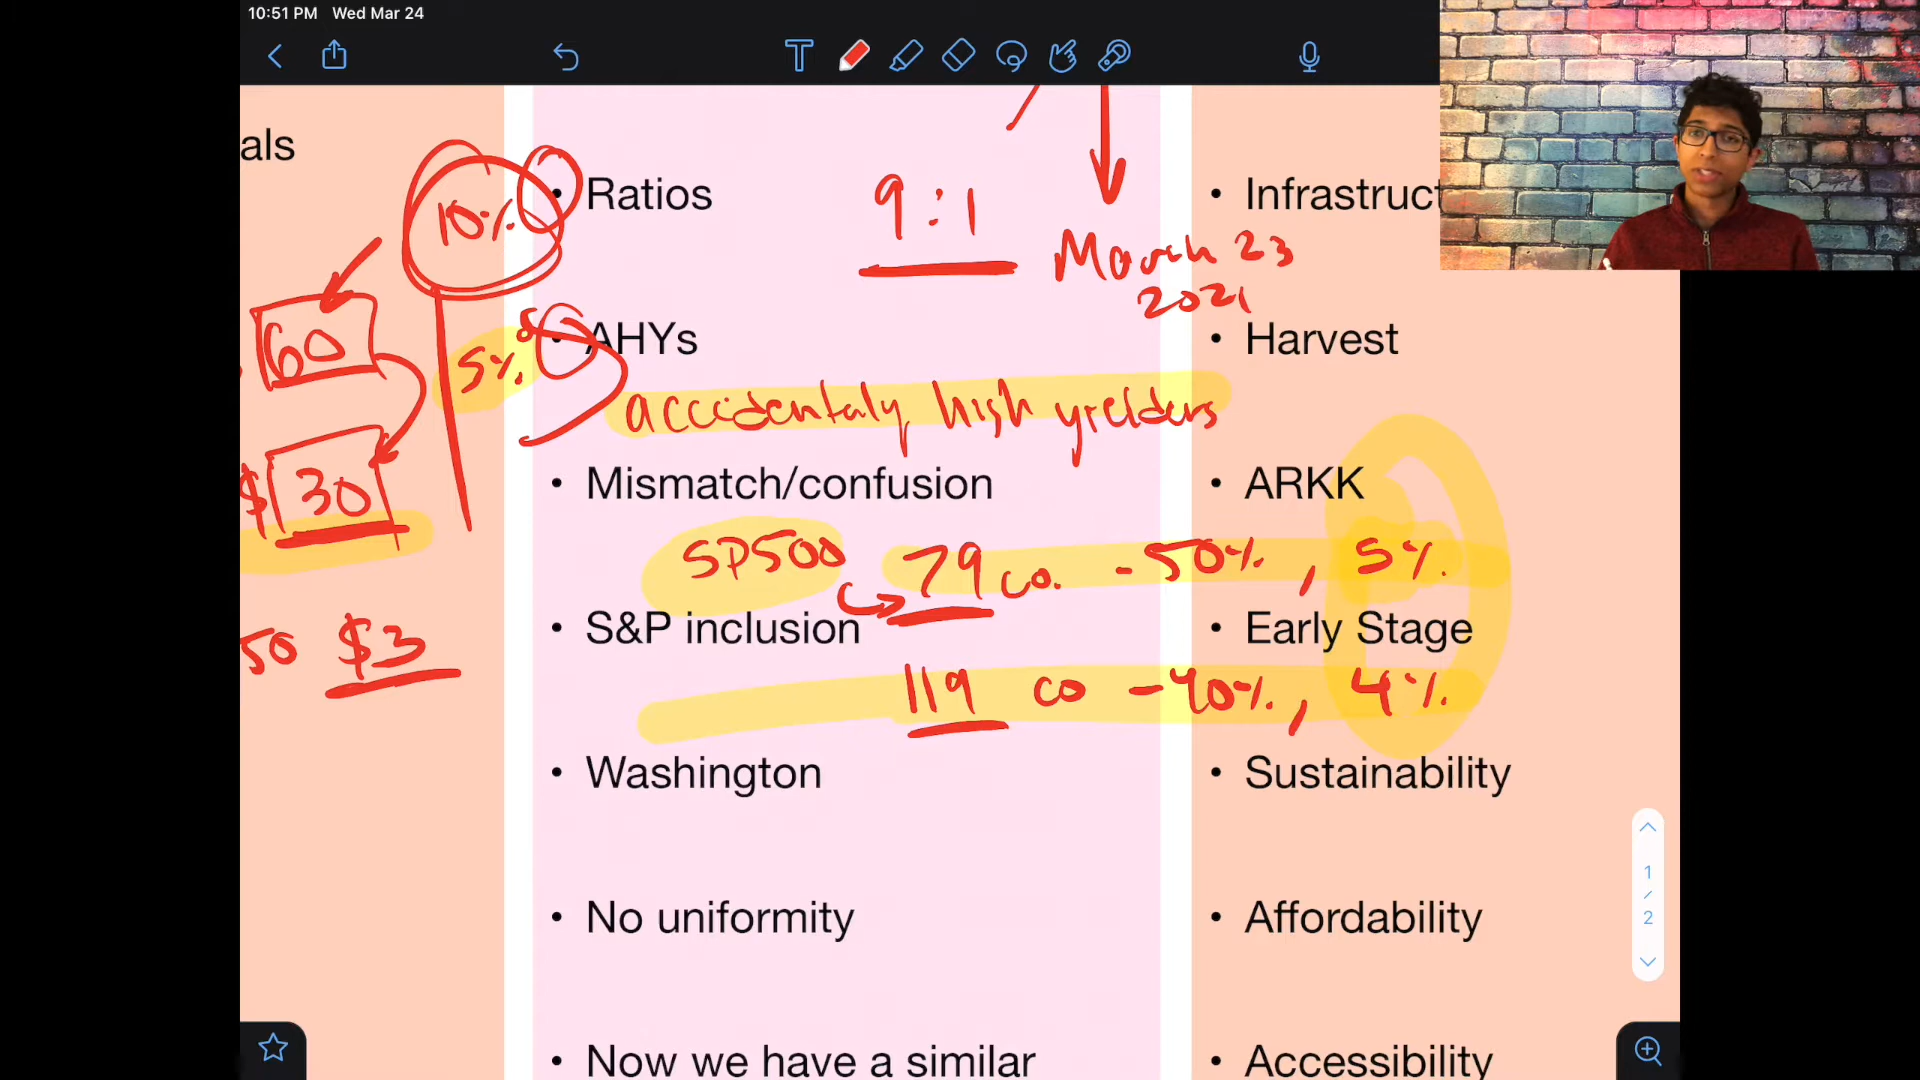 10:51 PM Wed Mar 24
als
10%
60
5%
$30
50 $3
• Ratios
9:1
March 23
2021
• AHYs
accidentaly high yielders
• Mismatch/confusion
SP500 79 co. -50%, 5%
• S&P inclusion
119 co -40%, 4%
• Washington
• No uniformity
• Now we have a similar
• Infrastruct
• Harvest
• ARKK
• Early Stage
• Sustainability
• Affordability
• Accessibility
1
/
2